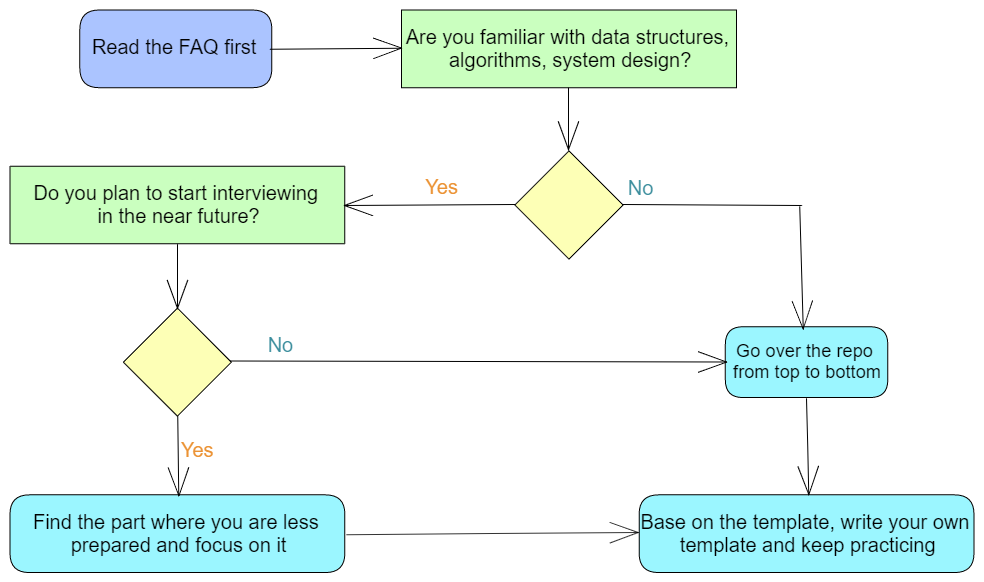 Read the FAQ first
Are you familiar with data structures,
algorithms, system design?
Do you plan to start interviewing
in the near future?
Yes
No
No
Go over the repo
from top to bottom
Yes
Find the part where you are less
prepared and focus on it
Base on the template, write your own
template and keep practicing